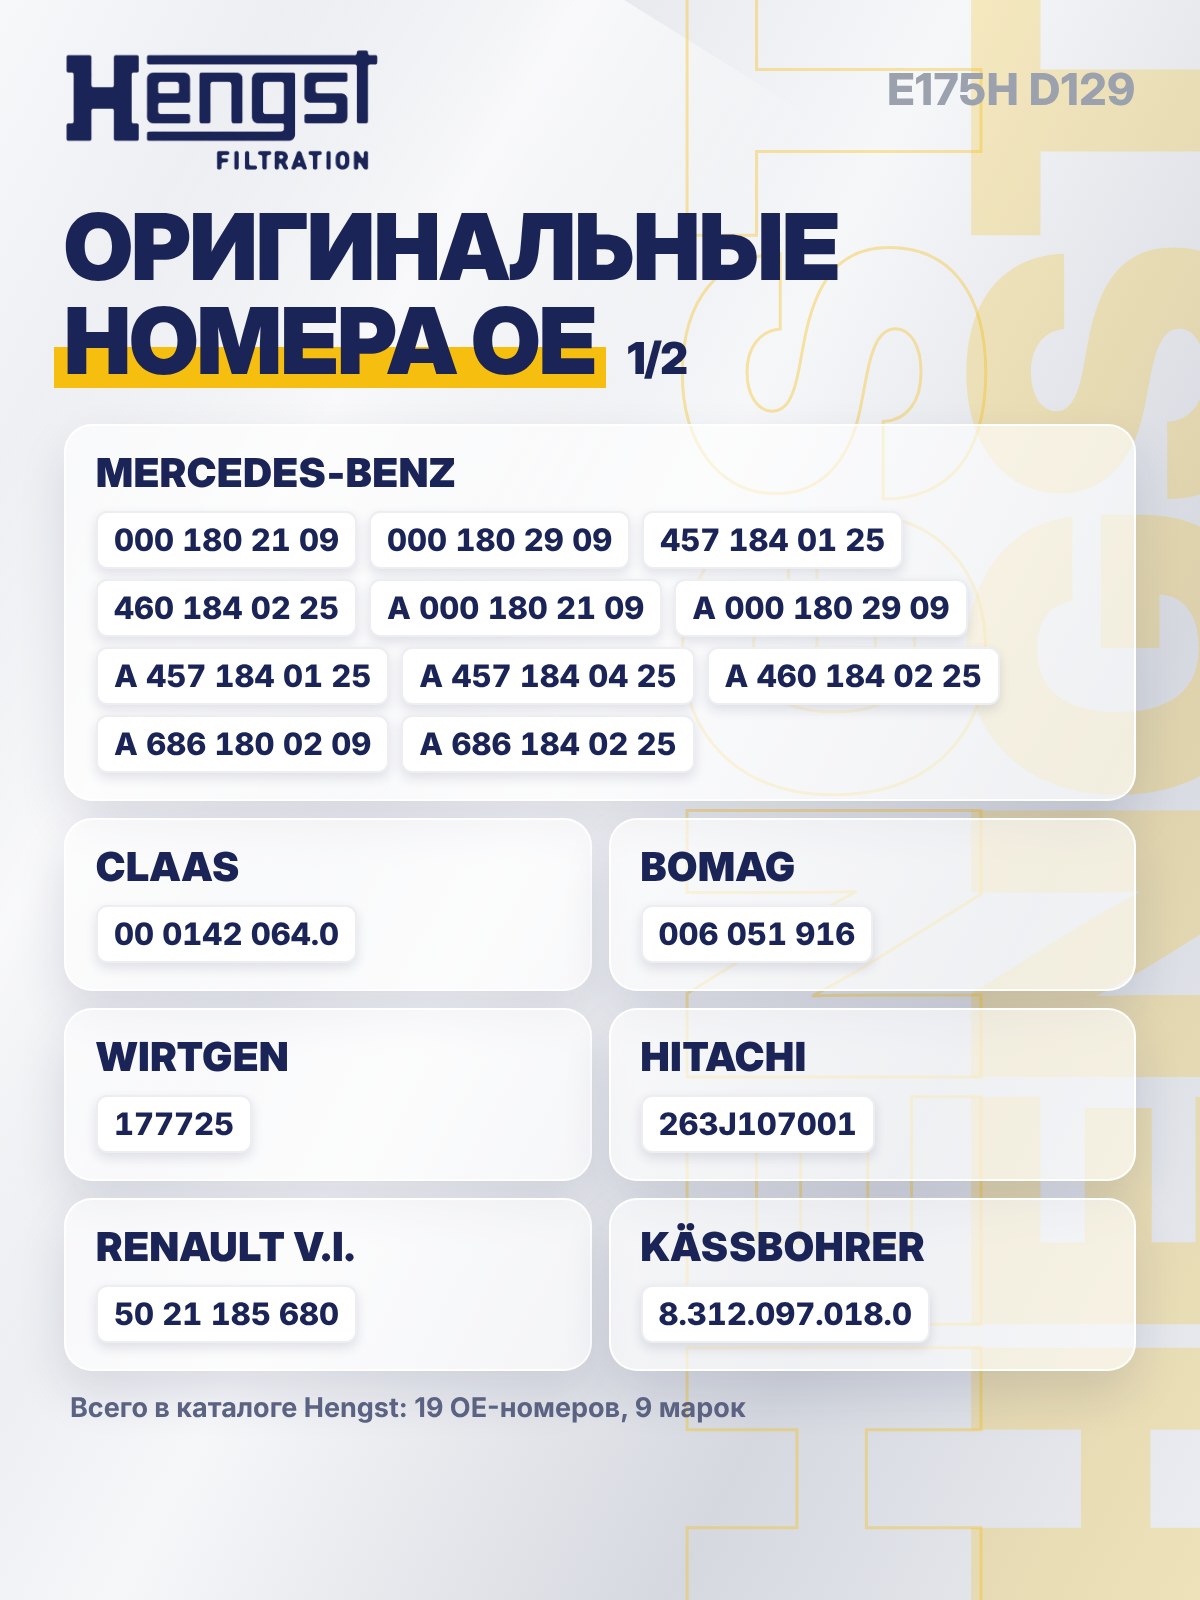 Hengst
FILTRATION
E175H D129
ОРИГИНАЛЬНЫЕ
НОМЕРА OE 1/2
MERCEDES-BENZ
000 180 21 09 000 180 29 09 457 184 01 25
460 184 02 25 A 000 180 21 09 A 000 180 29 09
A 457 184 01 25 A 457 184 04 25 A 460 184 02 25
A 686 180 02 09 A 686 184 02 25
CLAAS
00 0142 064.0
BOMAG
006 051 916
WIRTGEN
177725
HITACHI
263J107001
RENAULT V.I.
50 21 185 680
KÄSSBOHRER
8.312.097.018.0
Всего в каталоге Hengst: 19 OE-номеров, 9 марок
HENGST
HENGST